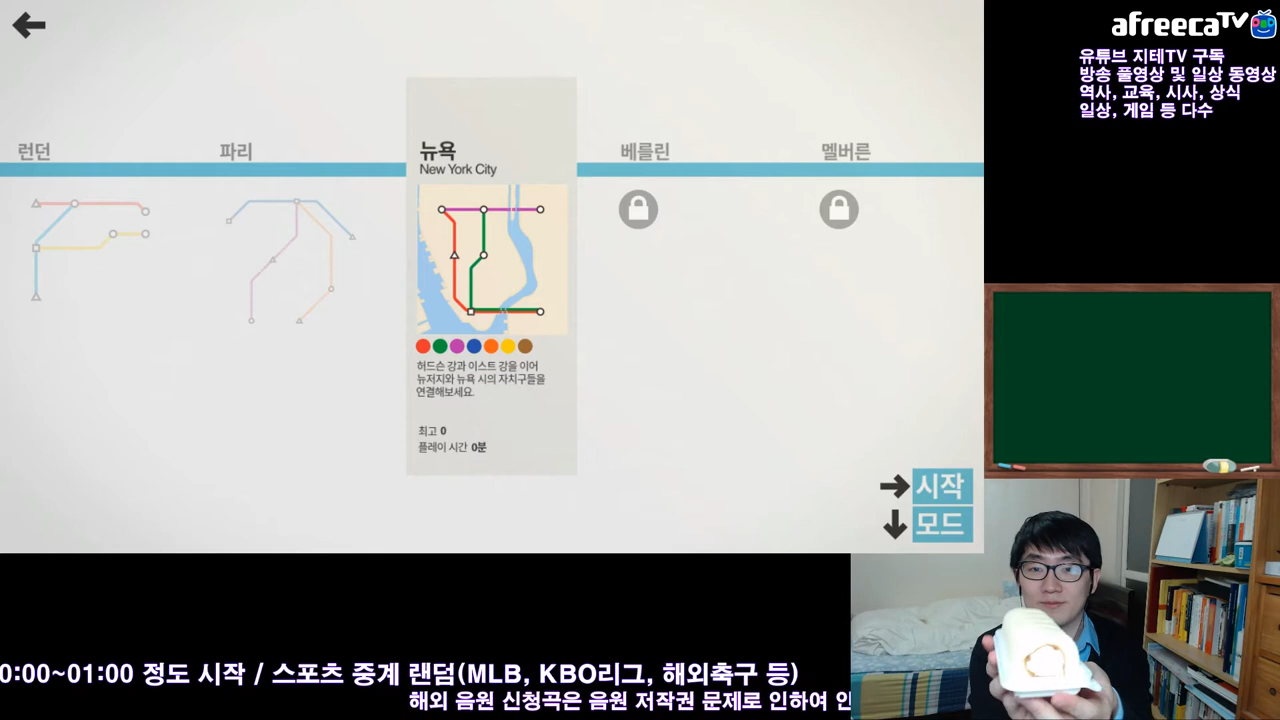 afreecaTV
유튜브 지테TV 구독
방송 풀영상 및 일상 동영상
역사, 교육, 시사, 상식
일상, 게임 등 다수
런던
파리
뉴욕
New York City
베를린
멜버른
허드슨 강과 이스트 강을 이어
뉴저지와 뉴욕 시의 자치구들을
연결해보세요.
최고 0
플레이 시간 0분
시작
모드
0:00~01:00 정도 시작 / 스포츠 중계 랜덤(MLB, KBO리그, 해외축구 등)
해외 음원 신청곡은 음원 저작권 문제로 인하여 인